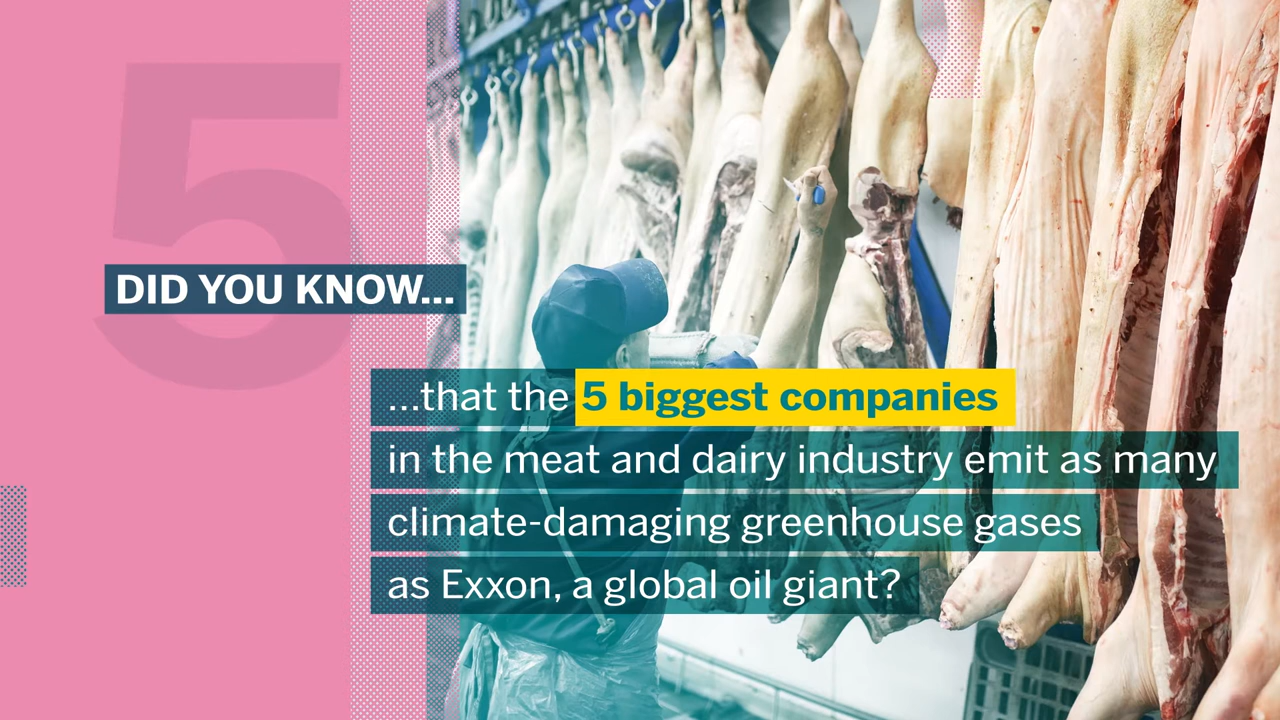 5
DID YOU KNOW...
...that the 5 biggest companies
in the meat and dairy industry emit as many
climate-damaging greenhouse gases
as Exxon, a global oil giant?